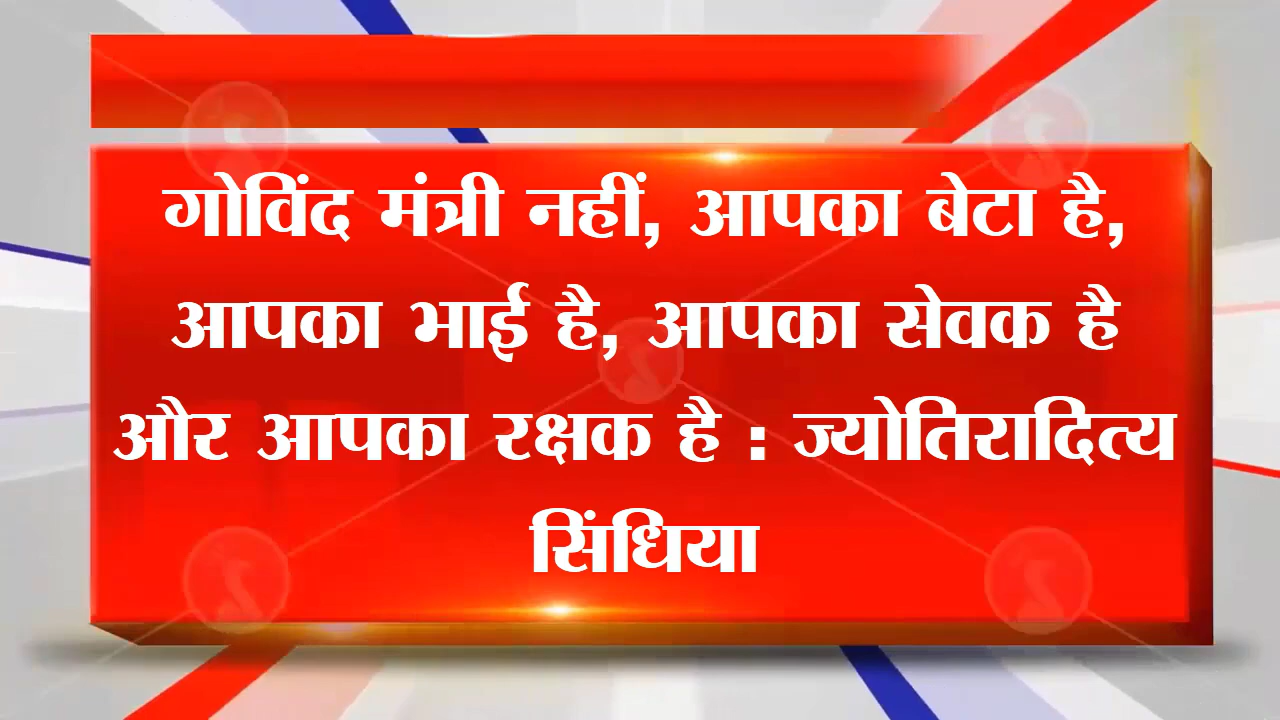 गोविंद मंत्री नहीं, आपका बेटा है,
आपका भाई है, आपका सेवक है
और आपका रक्षक है : ज्योतिरादित्य
सिंधिया